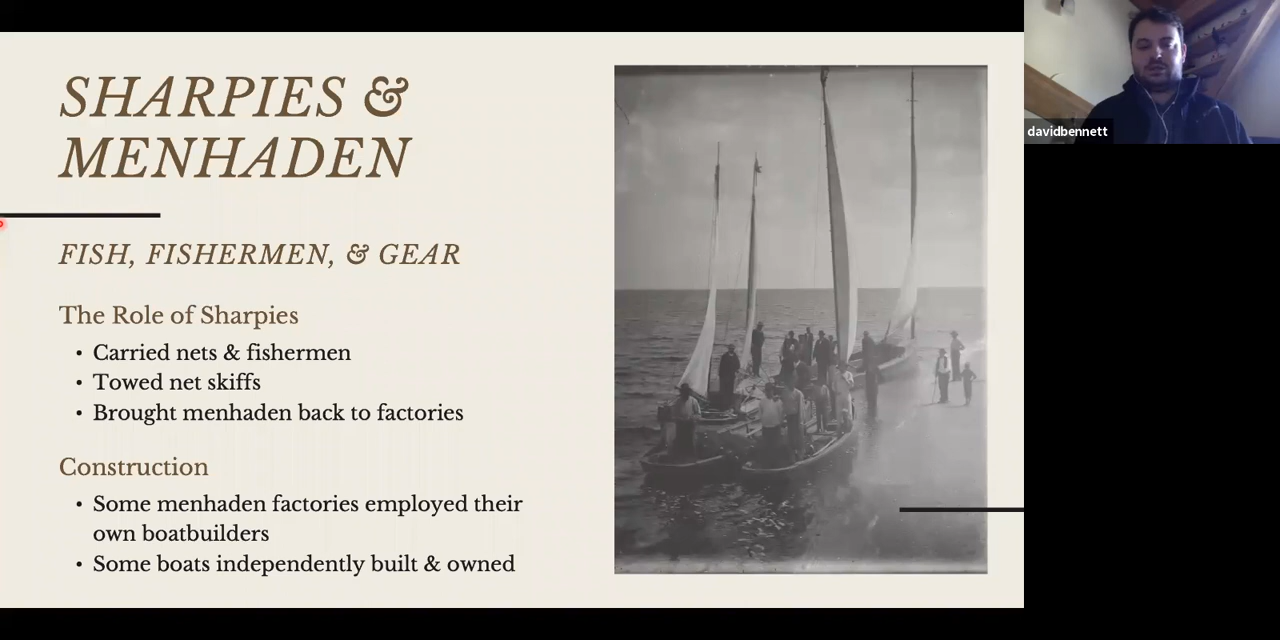 SHARPIES &
MENHADEN
FISH, FISHERMEN, & GEAR
The Role of Sharpies
• Carried nets & fishermen
• Towed net skiffs
• Brought menhaden back to factories
Construction
• Some menhaden factories employed their
own boatbuilders
• Some boats independently built & owned
davidbennett